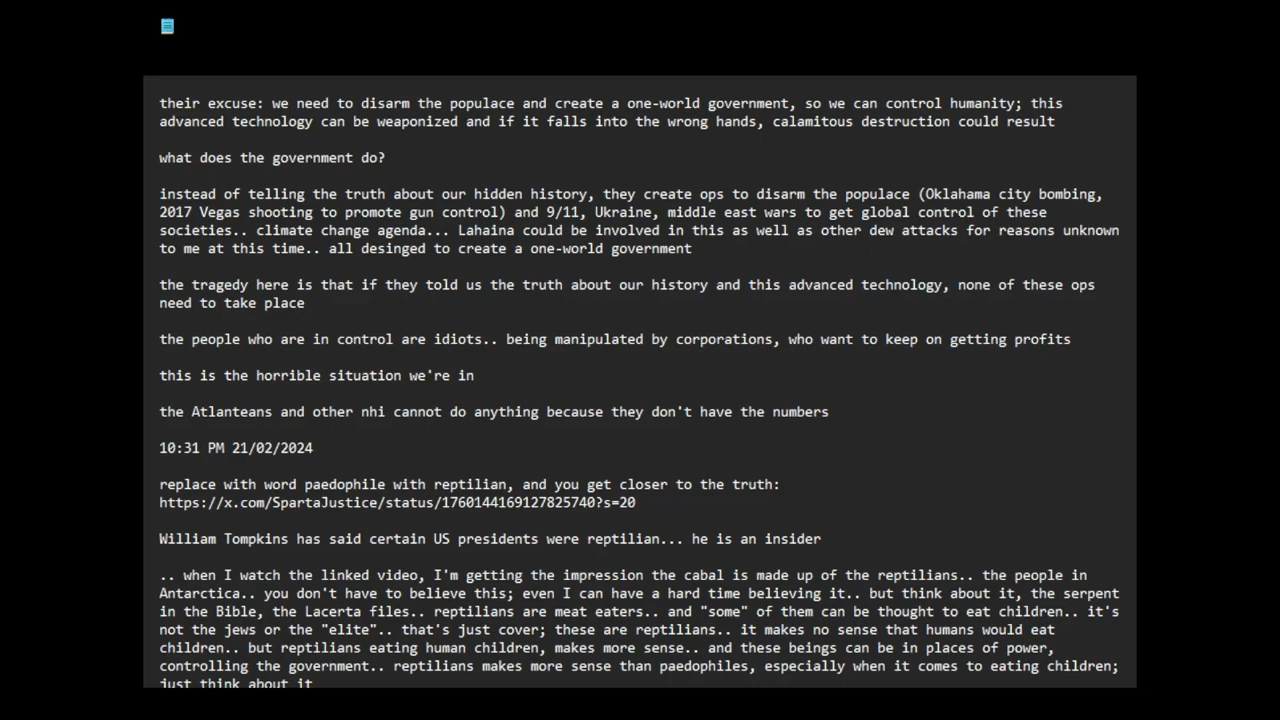 their excuse: we need to disarm the populace and create a one-world government, so we can control humanity; this
advanced technology can be weaponized and if it falls into the wrong hands, calamitous destruction could result
what does the government do?
instead of telling the truth about our hidden history, they create ops to disarm the populace (Oklahama city bombing,
2017 Vegas shooting to promote gun control) and 9/11, Ukraine, middle east wars to get global control of these
societies.. climate change agenda... Lahaina could be involved in this as well as other dew attacks for reasons unknown
to me at this time.. all desinged to create a one-world government
the tragedy here is that if they told us the truth about our history and this advanced technology, none of these ops
need to take place
the people who are in control are idiots.. being manipulated by corporations, who want to keep on getting profits
this is the horrible situation we're in
the Atlanteans and other nhi cannot do anything because they don't have the numbers
10:31 PM 21/02/2024
replace with word paedophile with reptilian, and you get closer to the truth:
https://x.com/SpartaJustice/status/1760144169127825740?s=20
William Tompkins has said certain US presidents were reptilian... he is an insider
.. when I watch the linked video, I'm getting the impression the cabal is made up of the reptilians.. the people in
Antarctica.. you don't have to believe this; even I can have a hard time believing it.. but think about it, the serpent
in the Bible, the Lacerta files.. reptilians are meat eaters.. and "some" of them can be thought to eat children.. it's
not the jews or the "elite".. that's just cover; these are reptilians.. it makes no sense that humans would eat
children.. but reptilians eating human children, makes more sense.. and these beings can be in places of power,
controlling the government.. reptilians makes more sense than paedophiles, especially when it comes to eating children;
just think about it